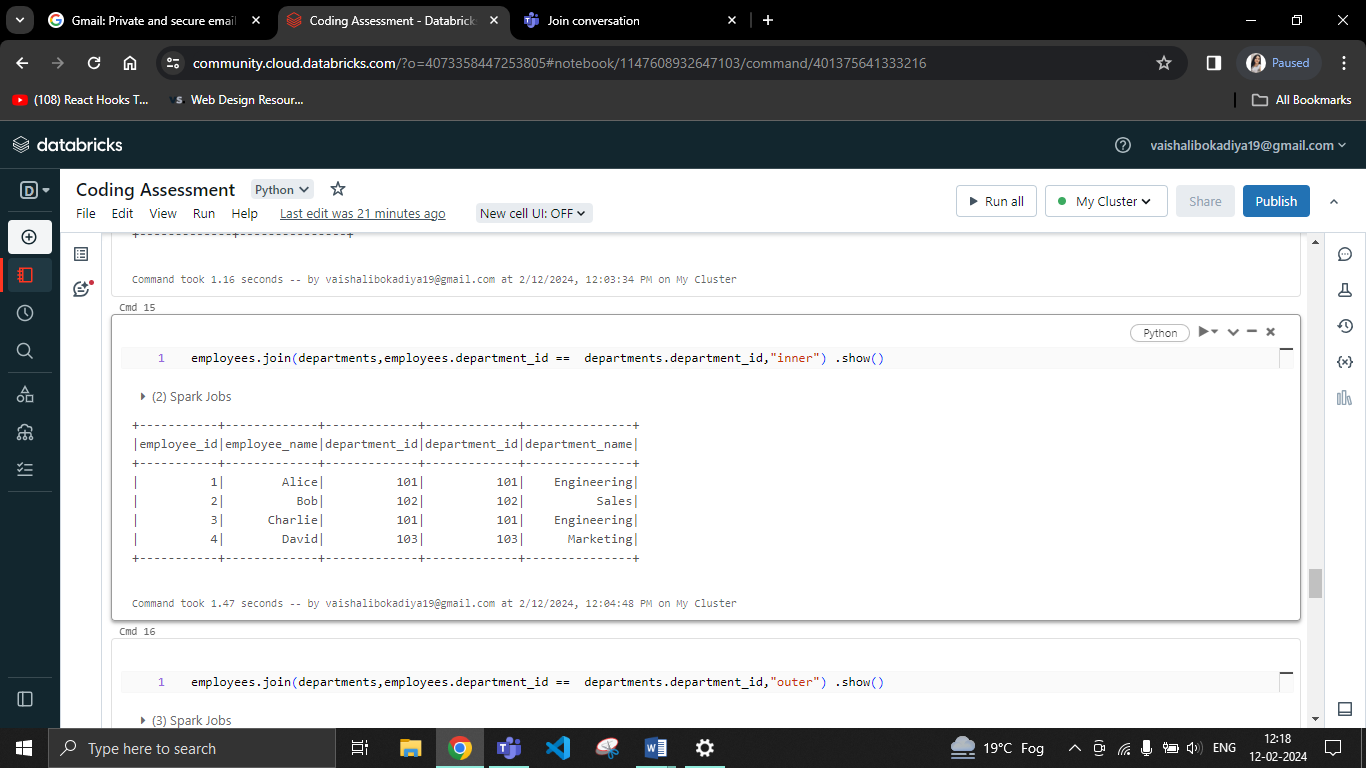 Gmail: Private and secure email
Coding Assessment - Databricks
Join conversation
community.cloud.databricks.com/?o=4073358447253805#notebook/1147608932647103/command/401375641333216
Paused
(108) React Hooks T...
VS
Web Design Resour...
All Bookmarks
databricks
vaishalibokadiya19@gmail.com
D
Coding Assessment
Python
File Edit View Run Help
Last edit was 21 minutes ago
New cell UI: OFF
Run all
My Cluster
Share
Publish
+-------------+---------------+
Command took 1.16 seconds -- by vaishalibokadiya19@gmail.com at 2/12/2024, 12:03:34 PM on My Cluster
Cmd 15
Python
1 employees.join(departments,employees.department_id ==  departments.department_id,"inner") .show()
(2) Spark Jobs
+-----------+-------------+-------------+-------------+---------------+
|employee_id|employee_name|department_id|department_id|department_name|
+-----------+-------------+-------------+-------------+---------------+
|          1|        Alice|          101|          101|    Engineering|
|          2|          Bob|          102|          102|          Sales|
|          3|      Charlie|          101|          101|    Engineering|
|          4|        David|          103|          103|      Marketing|
+-----------+-------------+-------------+-------------+---------------+
Command took 1.47 seconds -- by vaishalibokadiya19@gmail.com at 2/12/2024, 12:04:48 PM on My Cluster
Cmd 16
1 employees.join(departments,employees.department_id ==  departments.department_id,"outer") .show()
(3) Spark Jobs
Type here to search
19°C Fog
ENG
12:18
12-02-2024